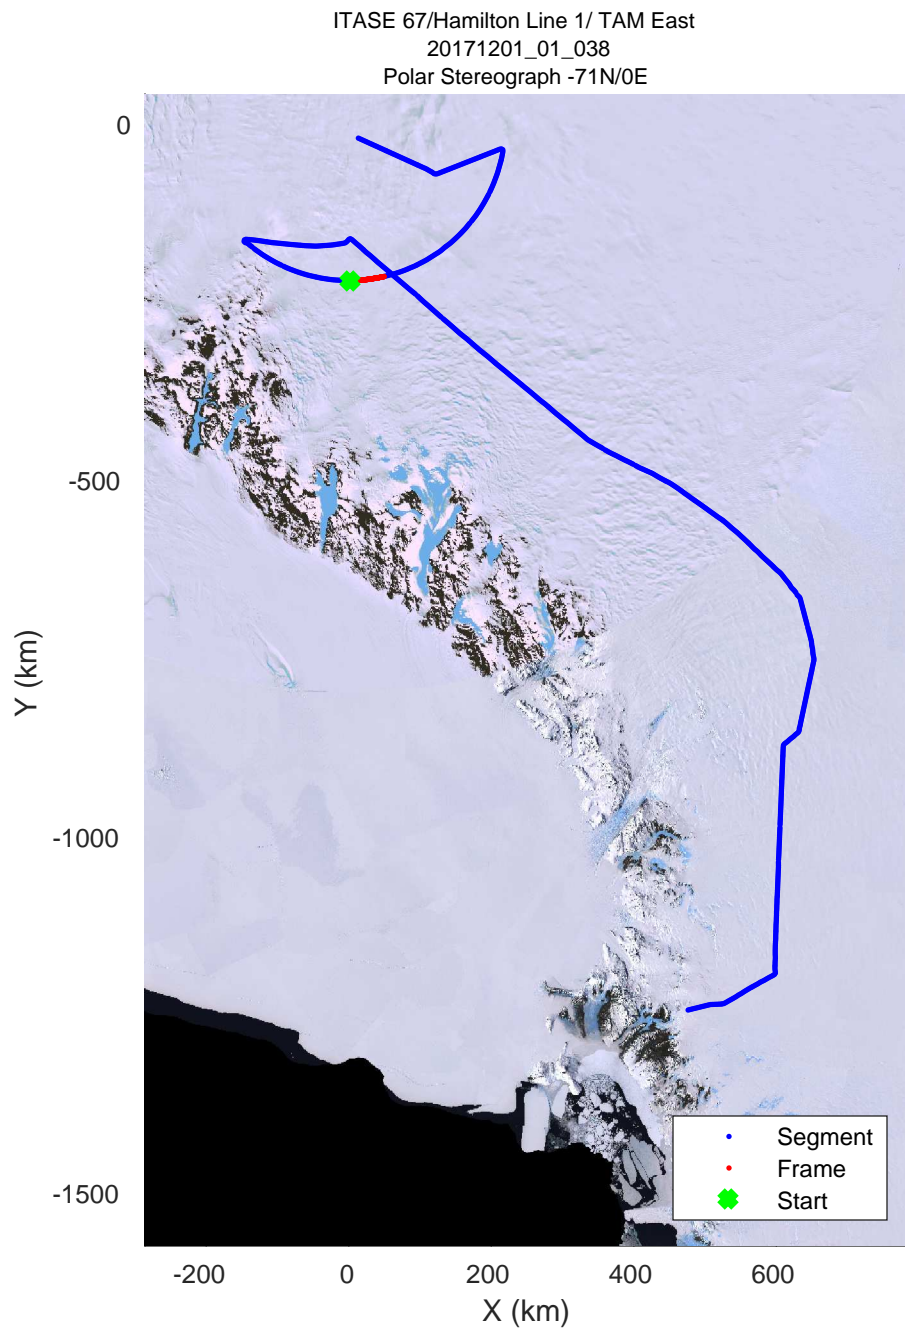 ITASE 67/Hamilton Line 1/ TAM East
20171201_01_038
Polar Stereograph -71N/0E
0
-500
-1000
-1500
Y (km)
-200
0
200
400
600
X (km)
Segment
Frame
Start